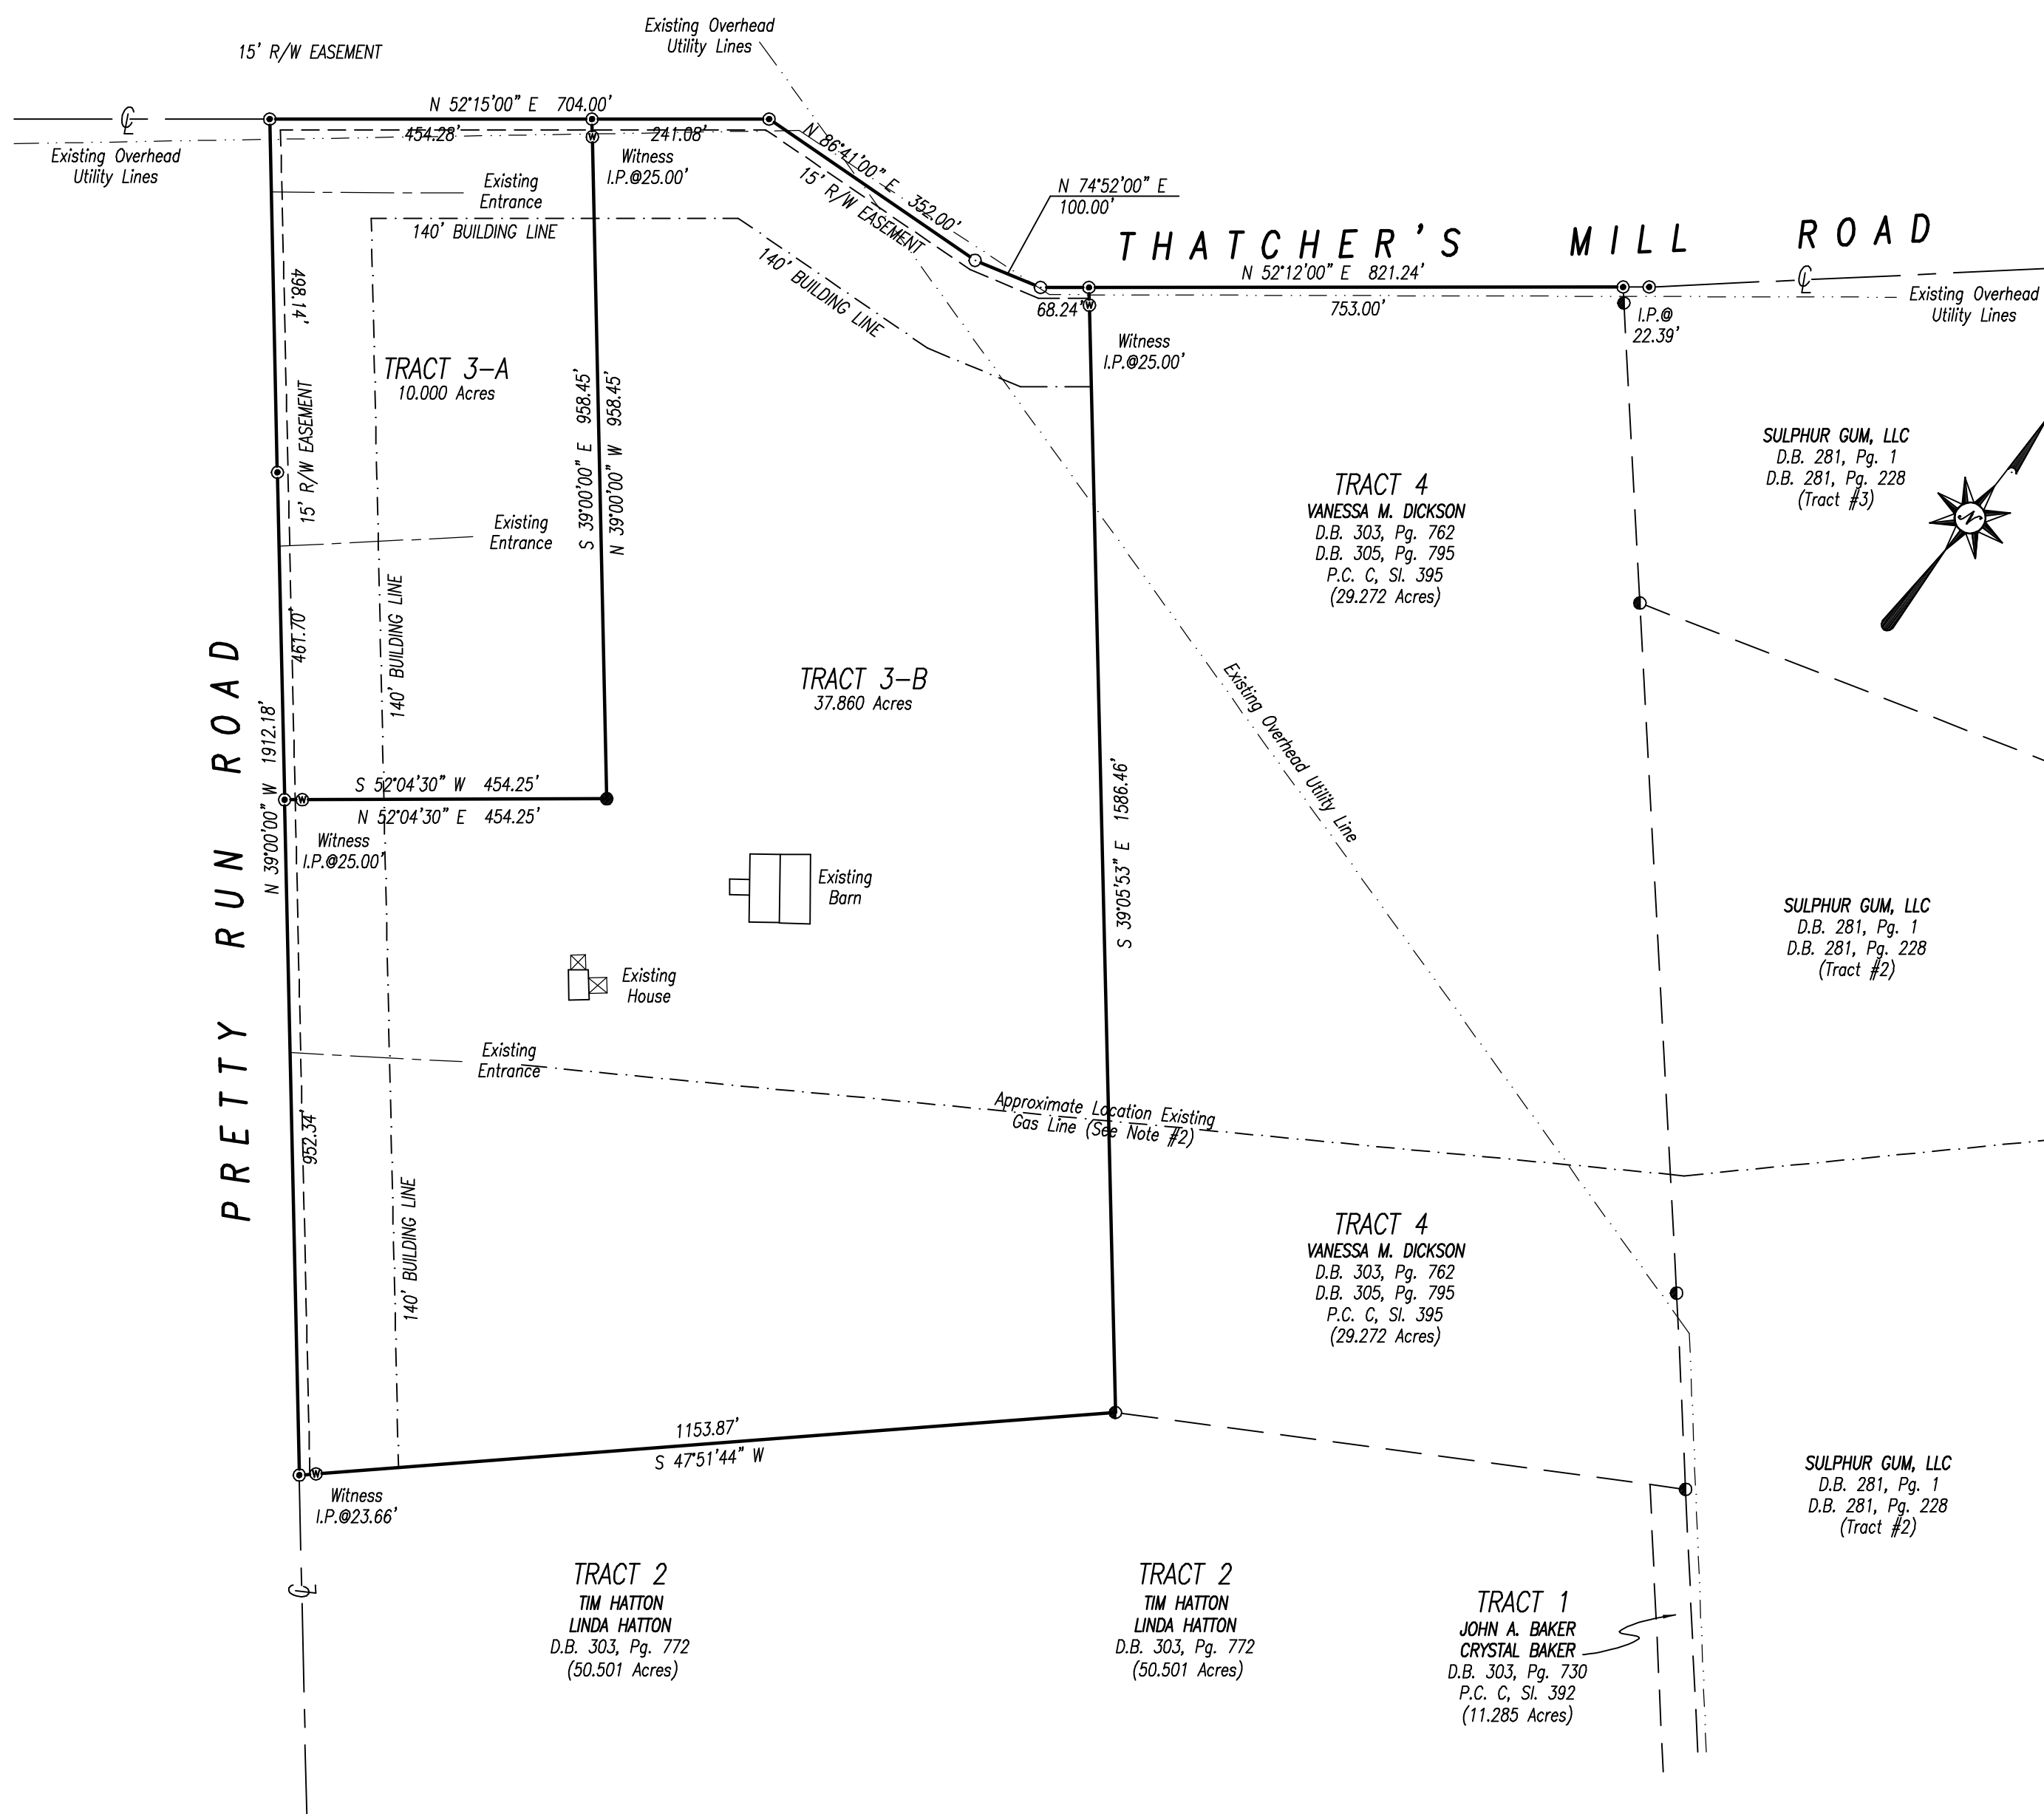 Existing Overhead
Utility Lines
15' R/W EASEMENT
N 52°15'00" E 704.00'
454.28'
241.08'
Existing Overhead
Utility Lines
Witness
I.P.@25.00'
Existing
Entrance
140' BUILDING LINE
N 86°41'00" E 352.00'
15' R/W EASEMENT
140' BUILDING LINE
N 74°52'00" E
100.00'
THATCHER'S MILL ROAD
N 52°12'00" E 821.24'
68.24'
753.00'
Existing Overhead
Utility Lines
I.P.@
22.39'
Witness
I.P.@25.00'
498.14'
TRACT 3-A
10.000 Acres
15' R/W EASEMENT
S 39°00'00" E 958.45'
N 39°00'00" W 958.45'
Existing
Entrance
461.70'
140' BUILDING LINE
TRACT 4
VANESSA M. DICKSON
D.B. 303, Pg. 762
D.B. 305, Pg. 795
P.C. C, Sl. 395
(29.272 Acres)
SULPHUR GUM, LLC
D.B. 281, Pg. 1
D.B. 281, Pg. 228
(Tract #3)
N
TRACT 3-B
37.860 Acres
Existing Overhead Utility Line
PRETTY RUN ROAD
N 39°00'00" W 1912.18'
S 52°04'30" W 454.25'
N 52°04'30" E 454.25'
Witness
I.P.@25.00'
S 39°05'53" E 1586.46'
Existing
Barn
Existing
House
SULPHUR GUM, LLC
D.B. 281, Pg. 1
D.B. 281, Pg. 228
(Tract #2)
Existing
Entrance
Approximate Location Existing
Gas Line (See Note #2)
952.34'
140' BUILDING LINE
TRACT 4
VANESSA M. DICKSON
D.B. 303, Pg. 762
D.B. 305, Pg. 795
P.C. C, Sl. 395
(29.272 Acres)
1153.87'
S 47°51'44" W
Witness
I.P.@23.66'
SULPHUR GUM, LLC
D.B. 281, Pg. 1
D.B. 281, Pg. 228
(Tract #2)
TRACT 2
TIM HATTON
LINDA HATTON
D.B. 303, Pg. 772
(50.501 Acres)
TRACT 2
TIM HATTON
LINDA HATTON
D.B. 303, Pg. 772
(50.501 Acres)
TRACT 1
JOHN A. BAKER
CRYSTAL BAKER
D.B. 303, Pg. 730
P.C. C, Sl. 392
(11.285 Acres)